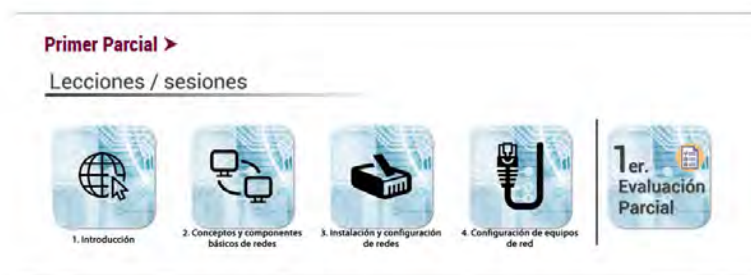 Primer Parcial ➤
Lecciones / sesiones
1. Introducción
2. Conceptos y componentes
básicos de redes
3. Instalación y configuración
de redes
4. Configuración de equipos
de red
1er.
Evaluación
Parcial